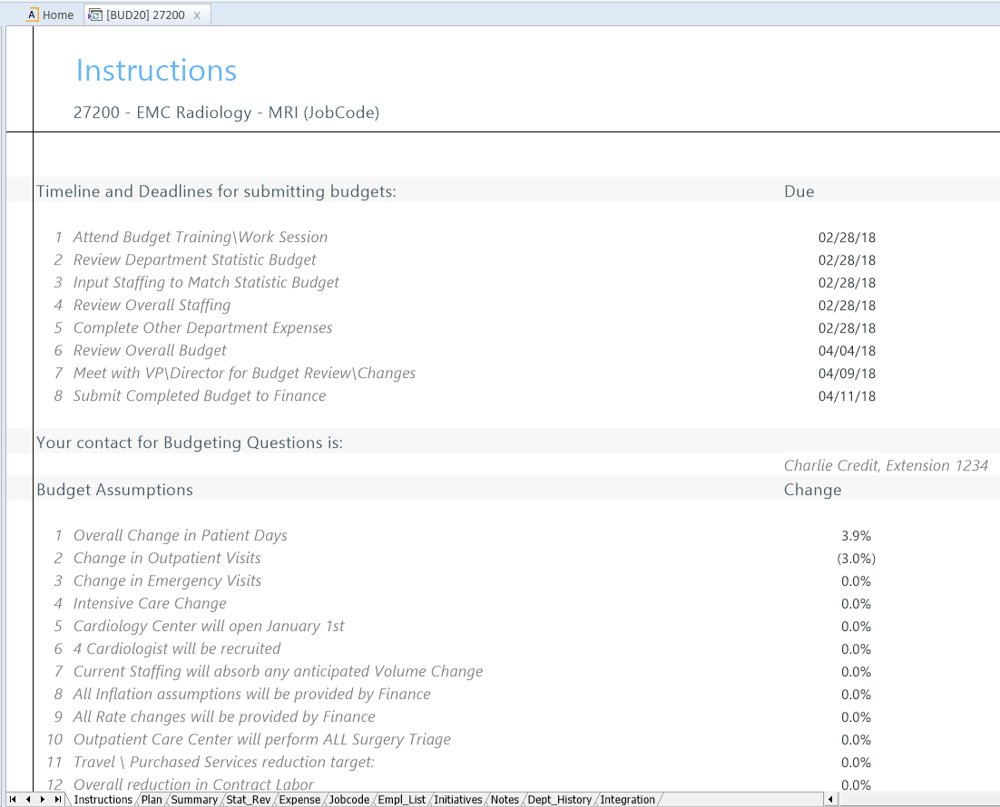 A Home [BUD20] 27200 x
Instructions
27200 - EMC Radiology - MRI (JobCode)
Timeline and Deadlines for submitting budgets: Due
1 Attend Budget Training\Work Session 02/28/18
2 Review Department Statistic Budget 02/28/18
3 Input Staffing to Match Statistic Budget 02/28/18
4 Review Overall Staffing 02/28/18
5 Complete Other Department Expenses 02/28/18
6 Review Overall Budget 04/04/18
7 Meet with VP\Director for Budget Review\Changes 04/09/18
8 Submit Completed Budget to Finance 04/11/18
Your contact for Budgeting Questions is:
Charlie Credit, Extension 1234
Budget Assumptions Change
1 Overall Change in Patient Days 3.9%
2 Change in Outpatient Visits (3.0%)
3 Change in Emergency Visits 0.0%
4 Intensive Care Change 0.0%
5 Cardiology Center will open January 1st 0.0%
6 4 Cardiologist will be recruited 0.0%
7 Current Staffing will absorb any anticipated Volume Change 0.0%
8 All Inflation assumptions will be provided by Finance 0.0%
9 All Rate changes will be provided by Finance 0.0%
10 Outpatient Care Center will perform ALL Surgery Triage 0.0%
11 Travel \ Purchased Services reduction target: 0.0%
12 Overall reduction in Contract Labor 0.0%
Instructions Plan Summary Stat_Rev Expense Jobcode Empl_List Initiatives Notes Dept_History Integration